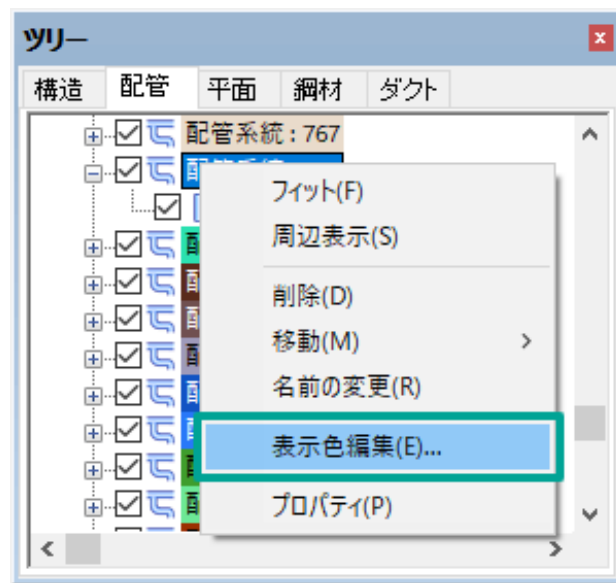 ツリー
構造 配管 平面 鋼材 ダクト
配管系統 : 767
フィット(F)
周辺表示(S)
削除(D)
移動(M)
名前の変更(R)
表示色編集(E)...
プロパティ(P)